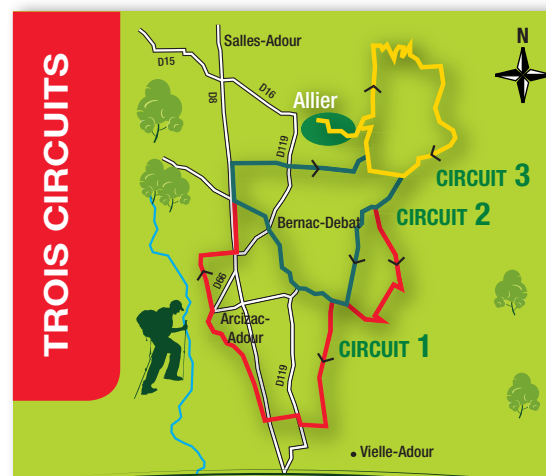 TROIS CIRCUITS
Salles-Adour
N
D15
D8
D16
Allier
D119
CIRCUIT 3
CIRCUIT 2
Bernac-Debat
D66
Arcizac-
Adour
CIRCUIT 1
D119
Vielle-Adour